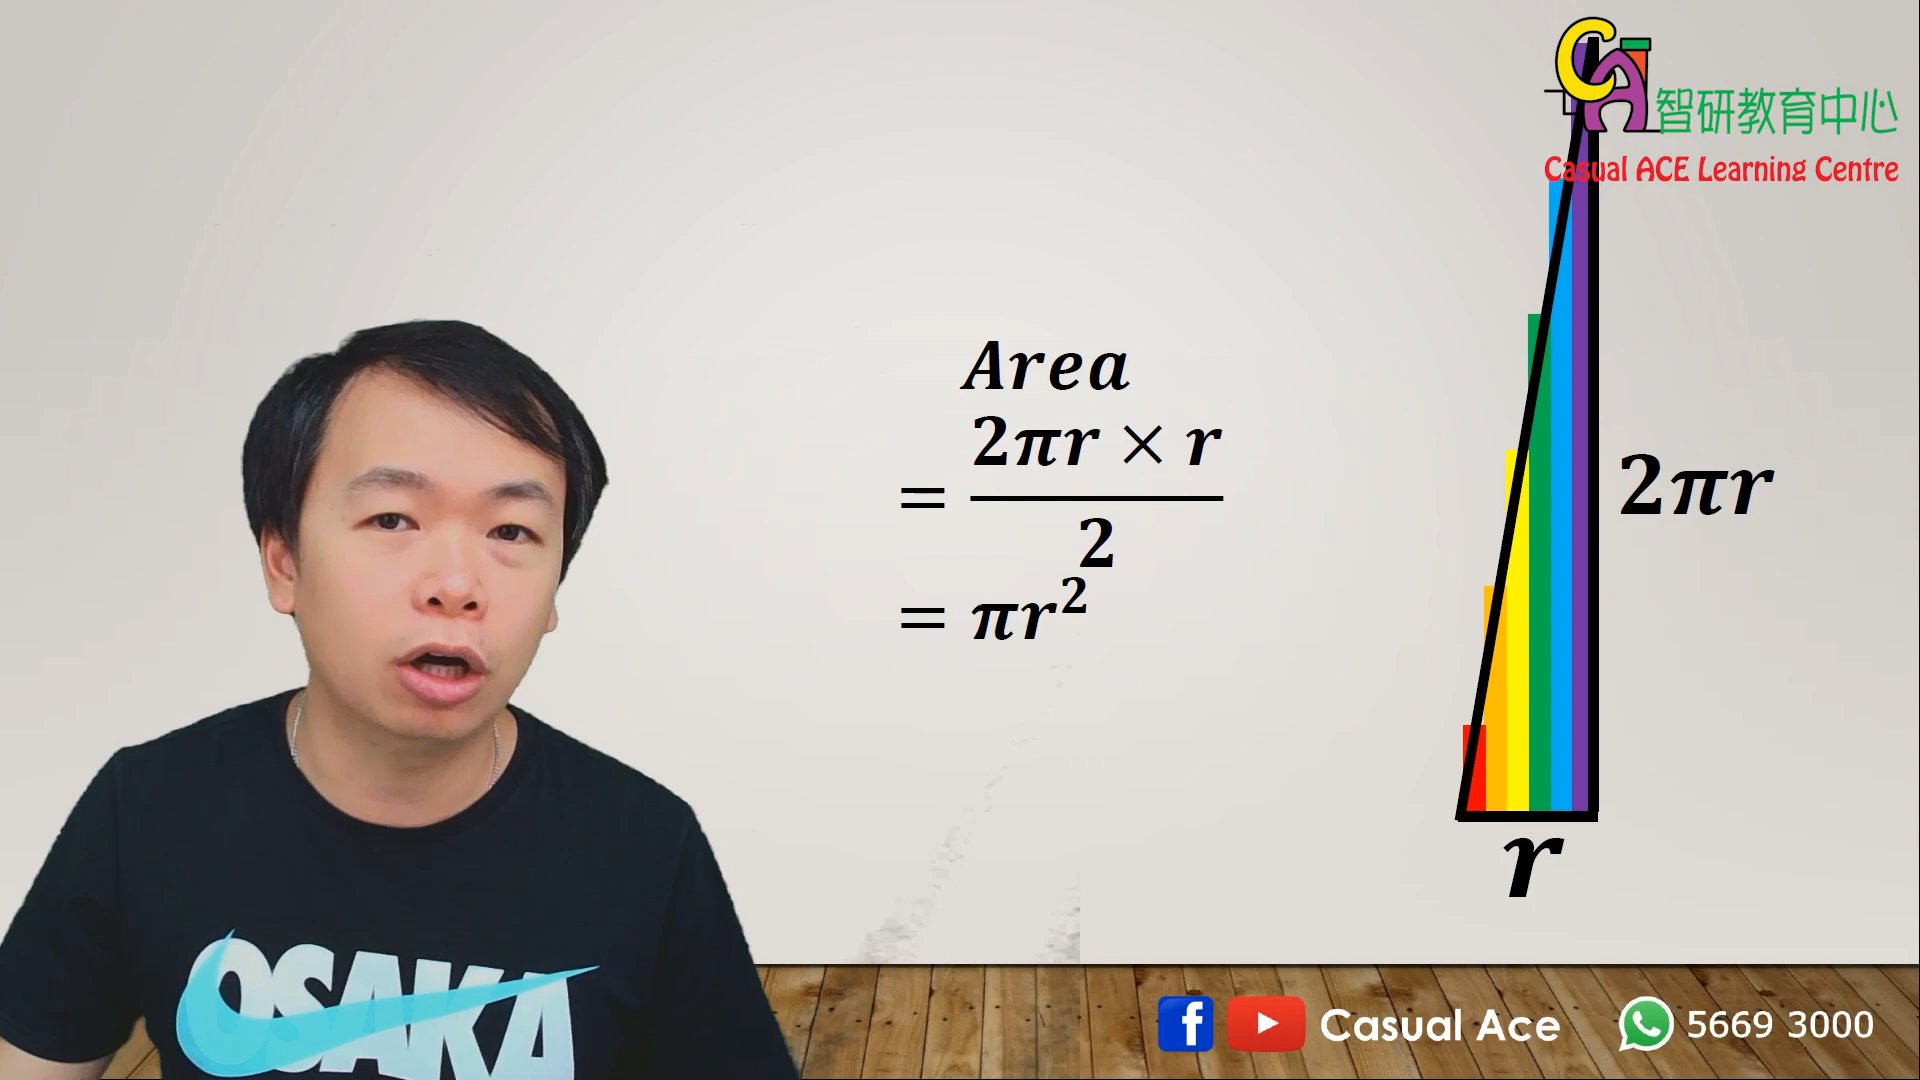 CA
智研教育中心
Casual ACE Learning Centre
Area
= 2πr × r / 2
= πr²
2πr
r
OSAKA
f Casual Ace 5669 3000